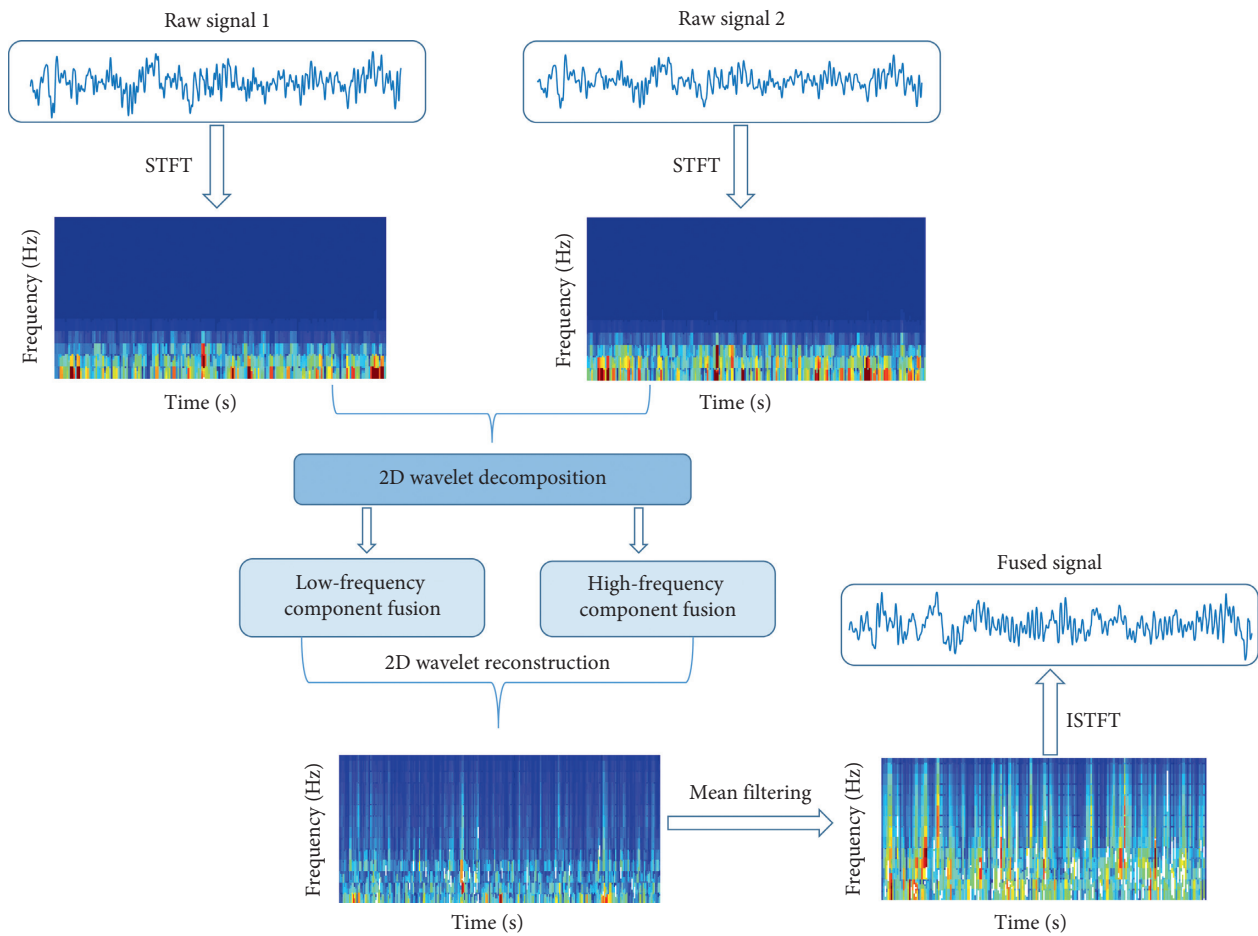 Raw signal 1
Raw signal 2
STFT
STFT
Frequency (Hz)
Time (s)
Frequency (Hz)
Time (s)
2D wavelet decomposition
Low-frequency
component fusion
High-frequency
component fusion
2D wavelet reconstruction
Fused signal
ISTFT
Frequency (Hz)
Time (s)
Mean filtering
Frequency (Hz)
Time (s)